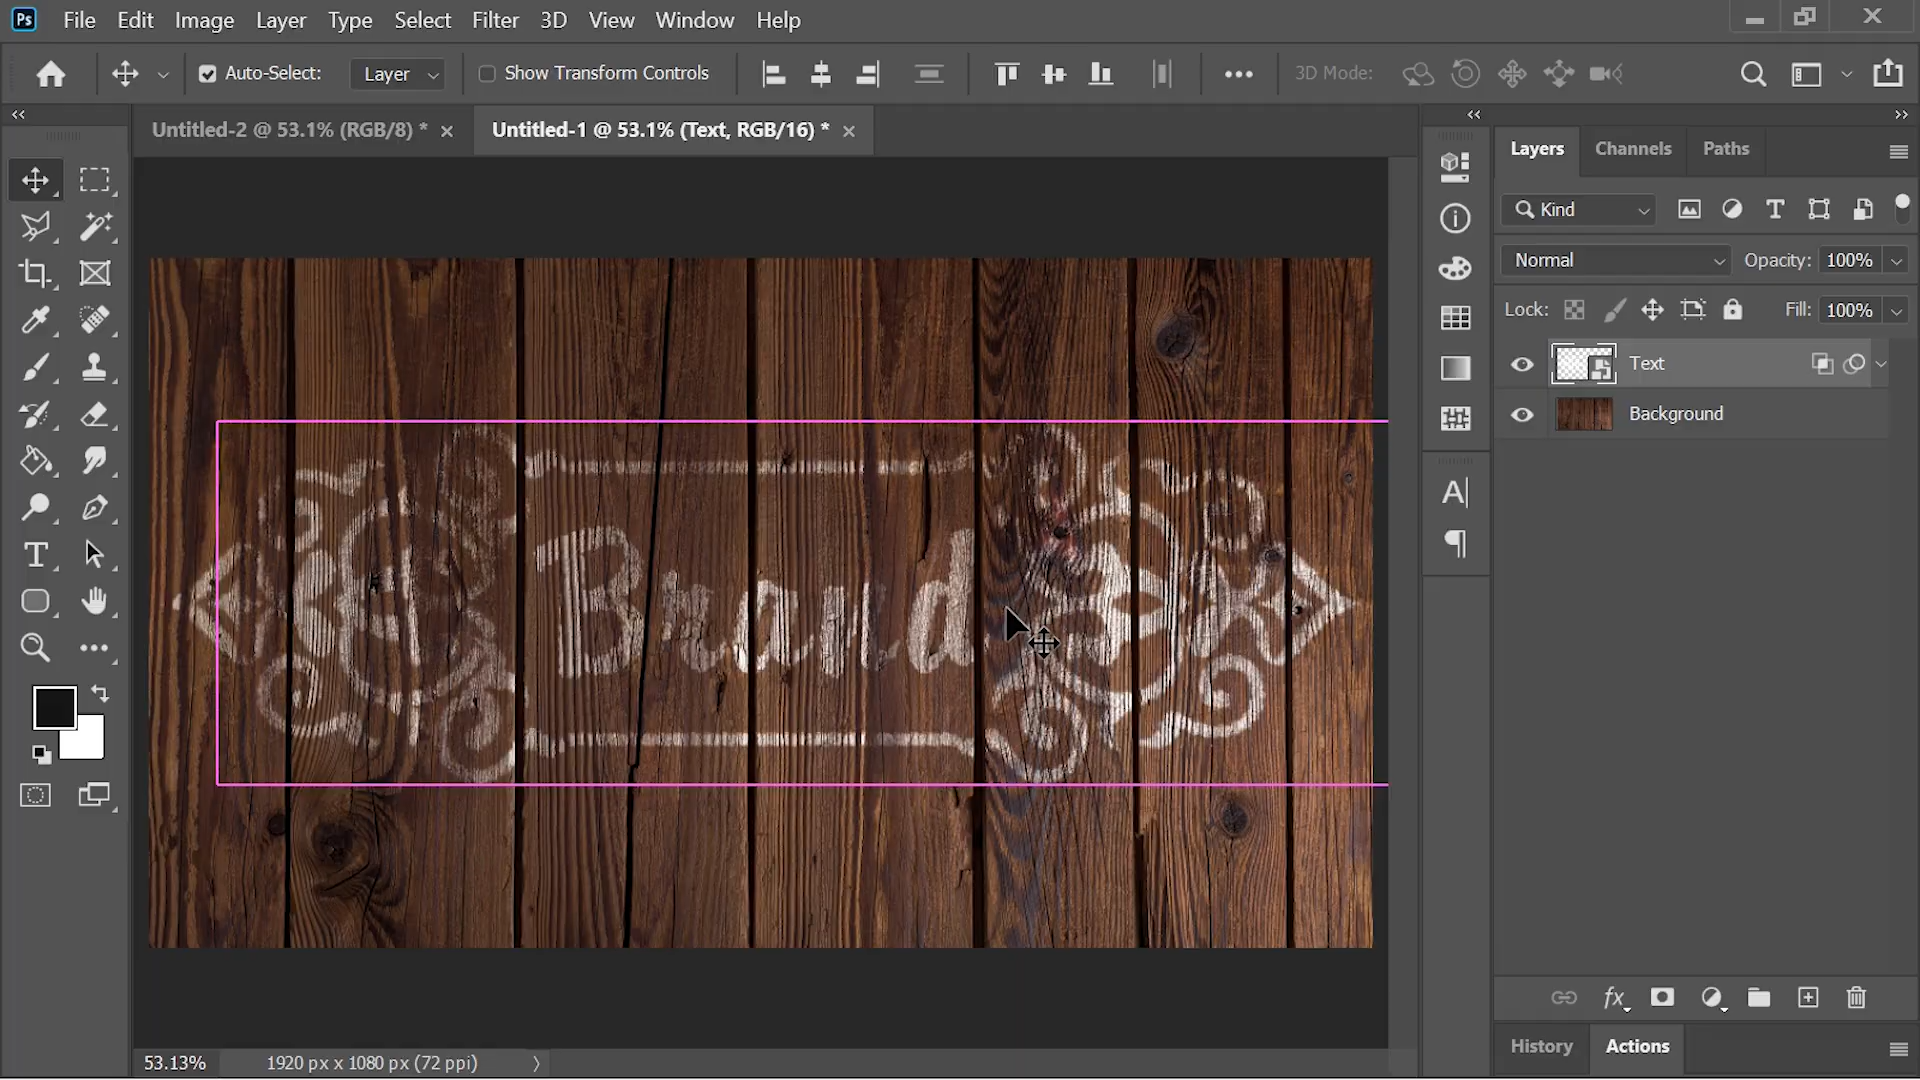 Ps File Edit Image Layer Type Select Filter 3D View Window Help
Auto-Select: Layer Show Transform Controls 3D Mode:
Untitled-2 @ 53.1% (RGB/8) * Untitled-1 @ 53.1% (Text, RGB/16) *
Layers Channels Paths
Kind
Normal Opacity: 100%
Lock: Fill: 100%
Text
Background
Brand
53.13% 1920 px x 1080 px (72 ppi)
History Actions